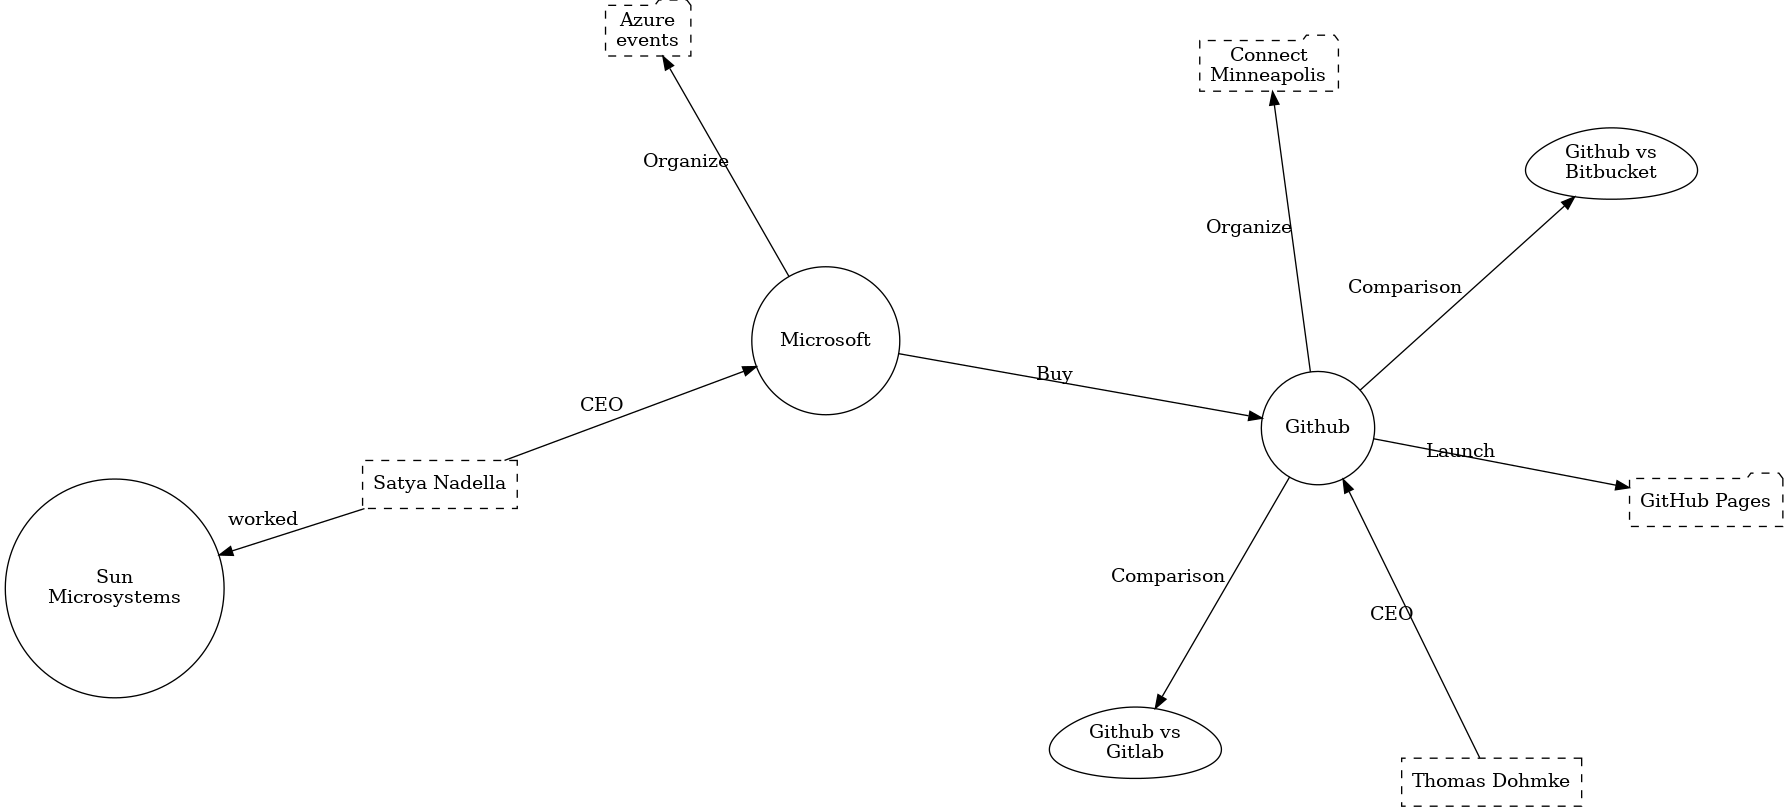 Azure
events
Connect
Minneapolis
Github vs
Bitbucket
Organize
Organize
Comparison
Microsoft
Buy
CEO
Github
Launch
Satya Nadella
GitHub Pages
worked
Sun
Microsystems
Comparison
CEO
Github vs
Gitlab
Thomas Dohmke